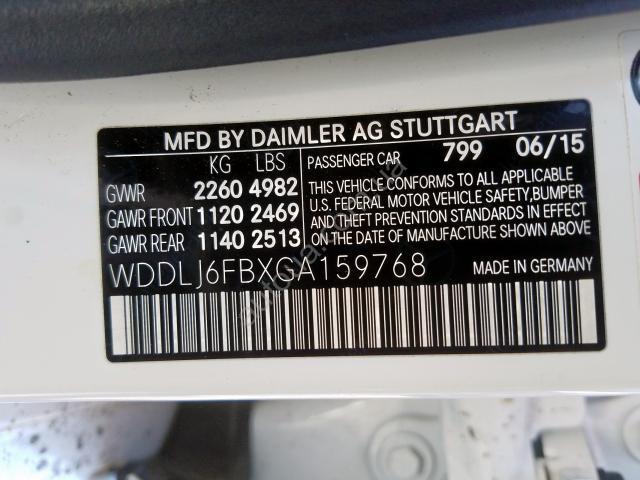 MFD BY DAIMLER AG STUTTGART
KG LBS
GVWR 2260 4982
GAWR FRONT 1120 2469
GAWR REAR 1140 2513
PASSENGER CAR 799 06/15
THIS VEHICLE CONFORMS TO ALL APPLICABLE
U.S. FEDERAL MOTOR VEHICLE SAFETY, BUMPER
AND THEFT PREVENTION STANDARDS IN EFFECT
ON THE DATE OF MANUFACTURE SHOWN ABOVE.
WDDLJ6FBXGA159768 MADE IN GERMANY